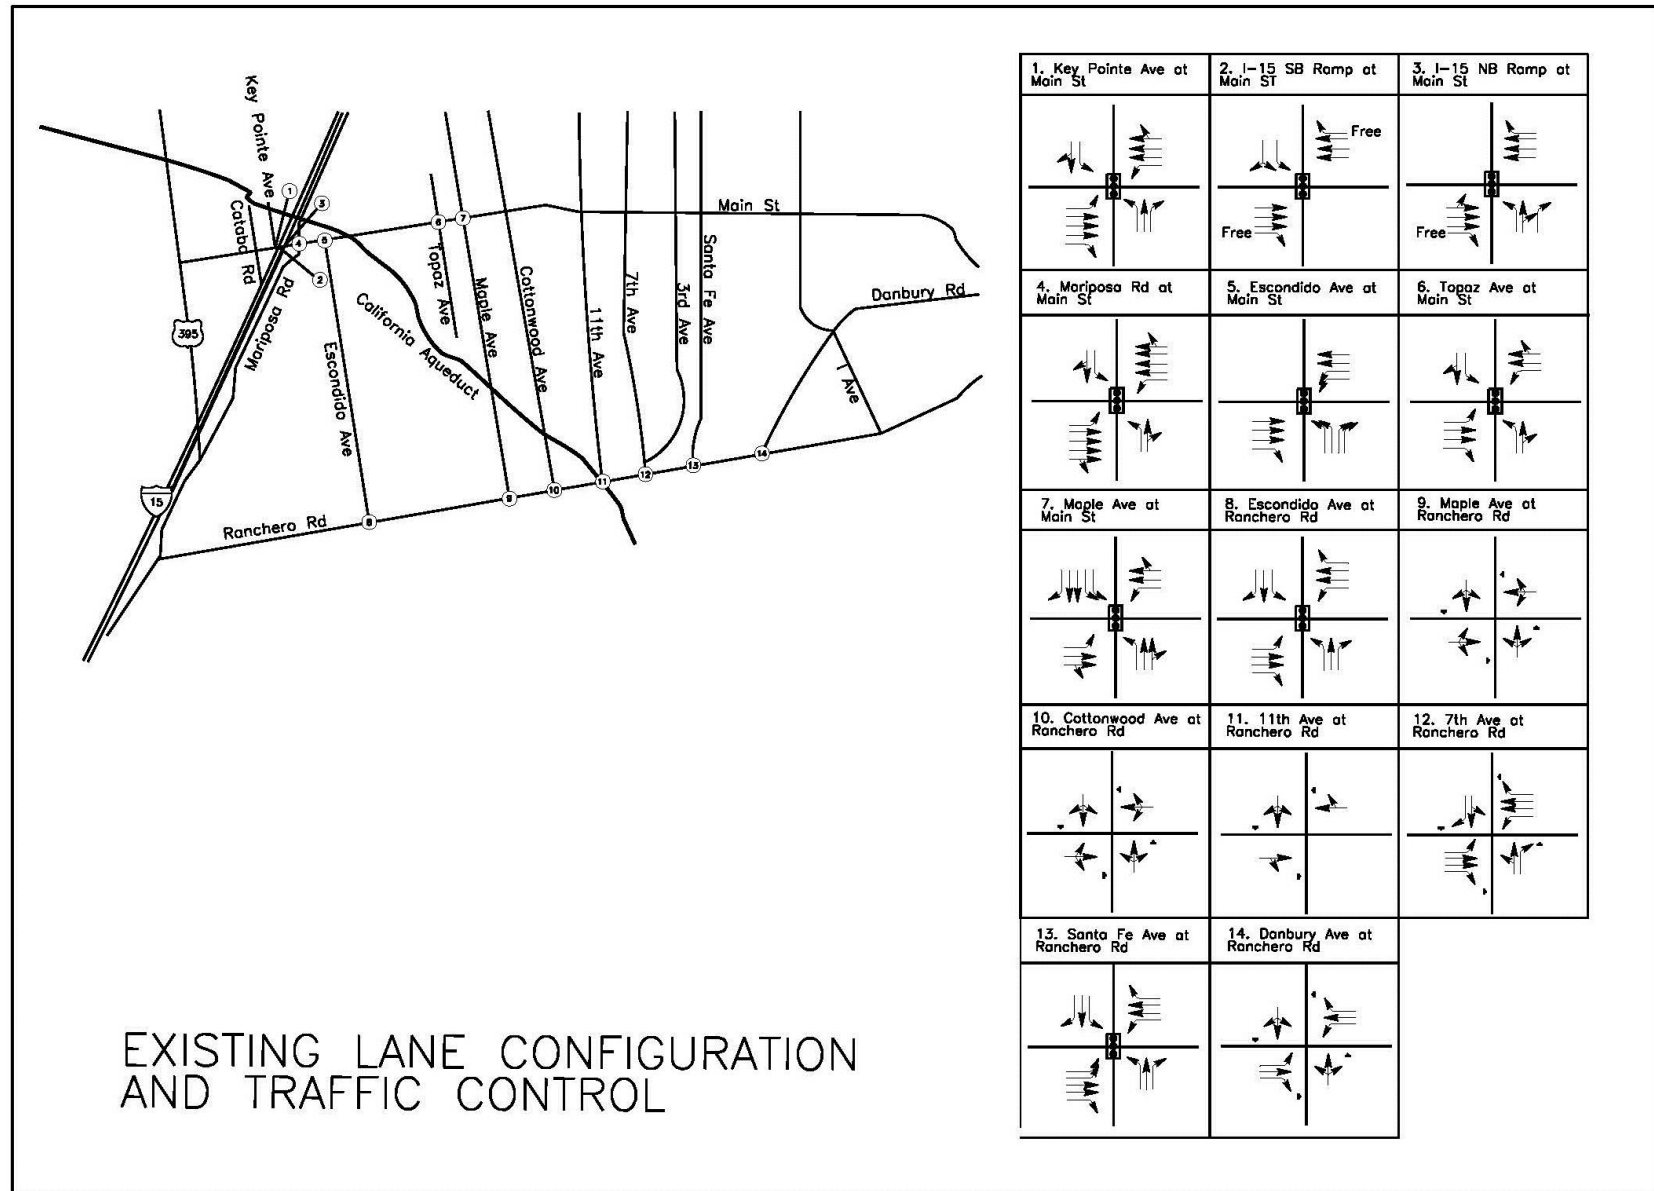 Key Pointe Ave
Cataba Rd
Mariposa Rd
395
15
Escondido Ave
California Aqueduct
Topaz Ave
Maple Ave
Cottonwood Ave
11th Ave
7th Ave
3rd Ave
Santa Fe Ave
Main St
Danbury Rd
I Ave
Ranchero Rd
1
2
3
4
5
6
7
8
9
10
11
12
13
14
1. Key Pointe Ave at
Main St
2. I-15 SB Ramp at
Main ST
Free
Free
3. I-15 NB Ramp at
Main St
Free
4. Mariposa Rd at
Main St
5. Escondido Ave at
Main St
6. Topaz Ave at
Main St
7. Maple Ave at
Main St
8. Escondido Ave at
Ranchero Rd
9. Maple Ave at
Ranchero Rd
10. Cottonwood Ave at
Ranchero Rd
11. 11th Ave at
Ranchero Rd
12. 7th Ave at
Ranchero Rd
13. Santa Fe Ave at
Ranchero Rd
14. Danbury Ave at
Ranchero Rd
EXISTING LANE CONFIGURATION
AND TRAFFIC CONTROL